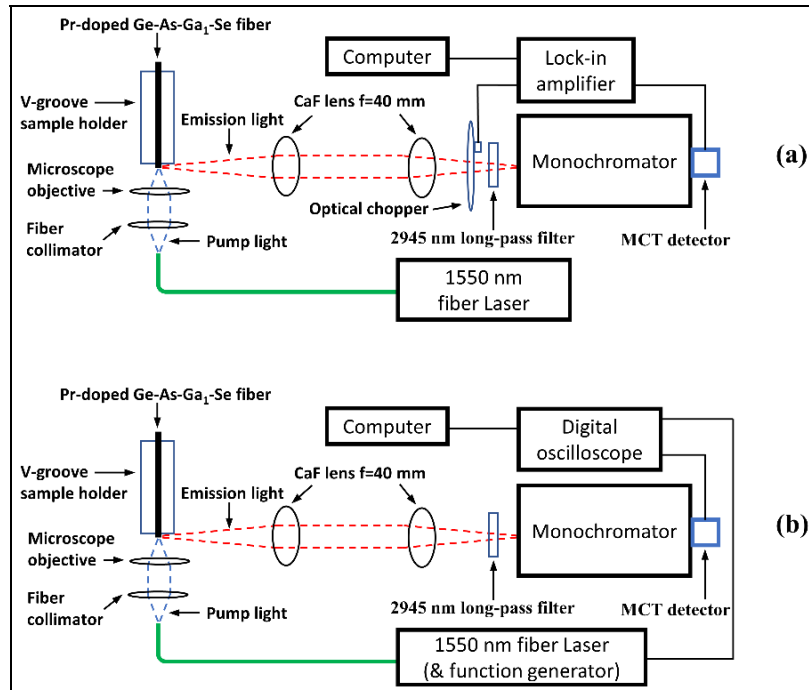 Pr-doped Ge-As-Ga₁-Se fiber
Computer
Lock-in
amplifier
V-groove
sample holder
Emission light
CaF lens f=40 mm
Monochromator
(a)
Microscope
objective
Optical chopper
Fiber
collimator
Pump light
2945 nm long-pass filter
MCT detector
1550 nm
fiber Laser
Pr-doped Ge-As-Ga₁-Se fiber
Computer
Digital
oscilloscope
V-groove
sample holder
Emission light
CaF lens f=40 mm
Monochromator
(b)
Microscope
objective
Fiber
collimator
Pump light
2945 nm long-pass filter
MCT detector
1550 nm fiber Laser
(& function generator)